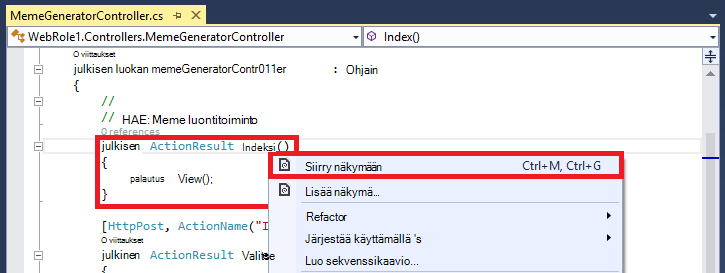 MemeGeneratorController.cs
WebRole1.Controllers.MemeGeneratorController Index()
0 viittaukset
julkisen luokan memeGeneratorContr011er : Ohjain
{
//
// HAE: Meme luontitoiminto
0 references
julkisen ActionResult Indeksi()
{
Siirry näkymään Ctrl+M, Ctrl+G
palautus View();
Lisää näkymä...
}
Refactor
[HttpPost, ActionName("I
Järjestää käyttämällä 's
0 viittaukset
julkinen ActionResult Valitse
Luo sekvenssikaavio...
{